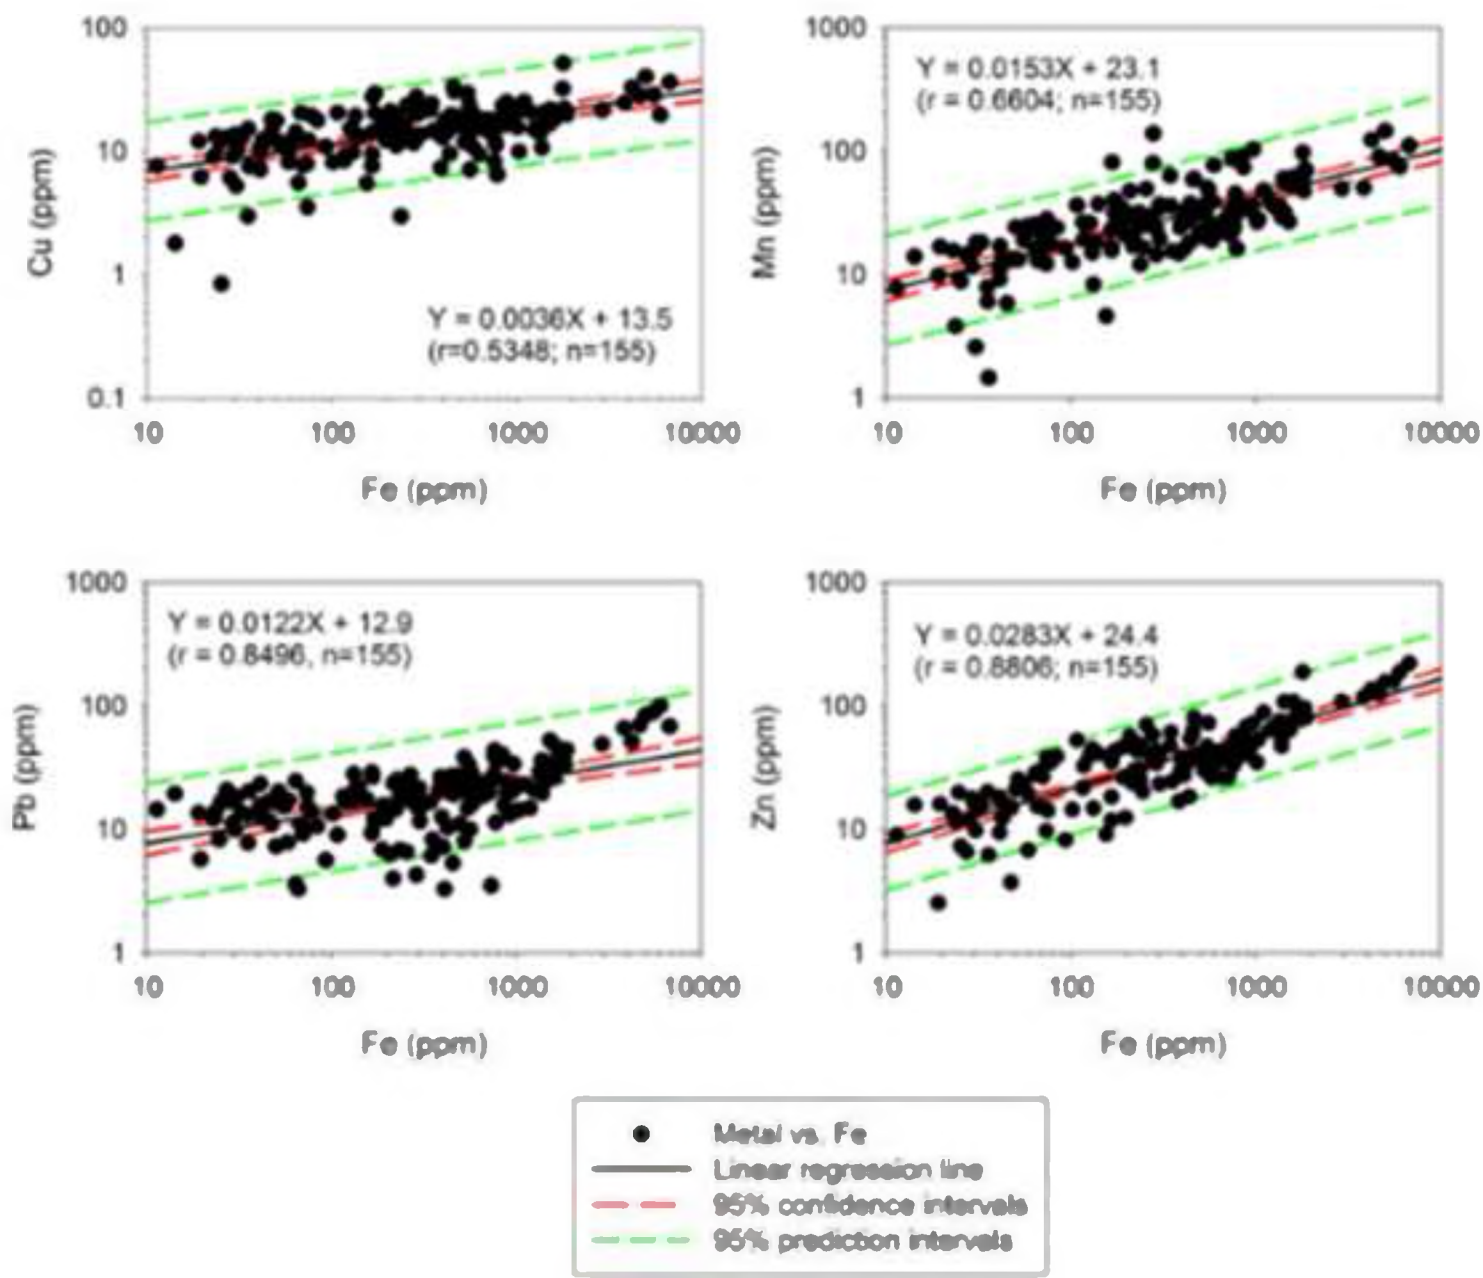 100
10
1
0.1
Cu (ppm)
Y = 0.0036X + 13.5
(r=0.5348; n=155)
10 100 1000 10000
Fe (ppm)
1000
100
10
1
Mn (ppm)
Y = 0.0153X + 23.1
(r = 0.6604; n=155)
10 100 1000 10000
Fe (ppm)
1000
100
10
1
Pb (ppm)
Y = 0.0122X + 12.9
(r = 0.8496, n=155)
10 100 1000 10000
Fe (ppm)
1000
100
10
1
Zn (ppm)
Y = 0.0283X + 24.4
(r = 0.8806; n=155)
10 100 1000 10000
Fe (ppm)
Metal vs. Fe
Linear regression line
95% confidence intervals
95% prediction intervals